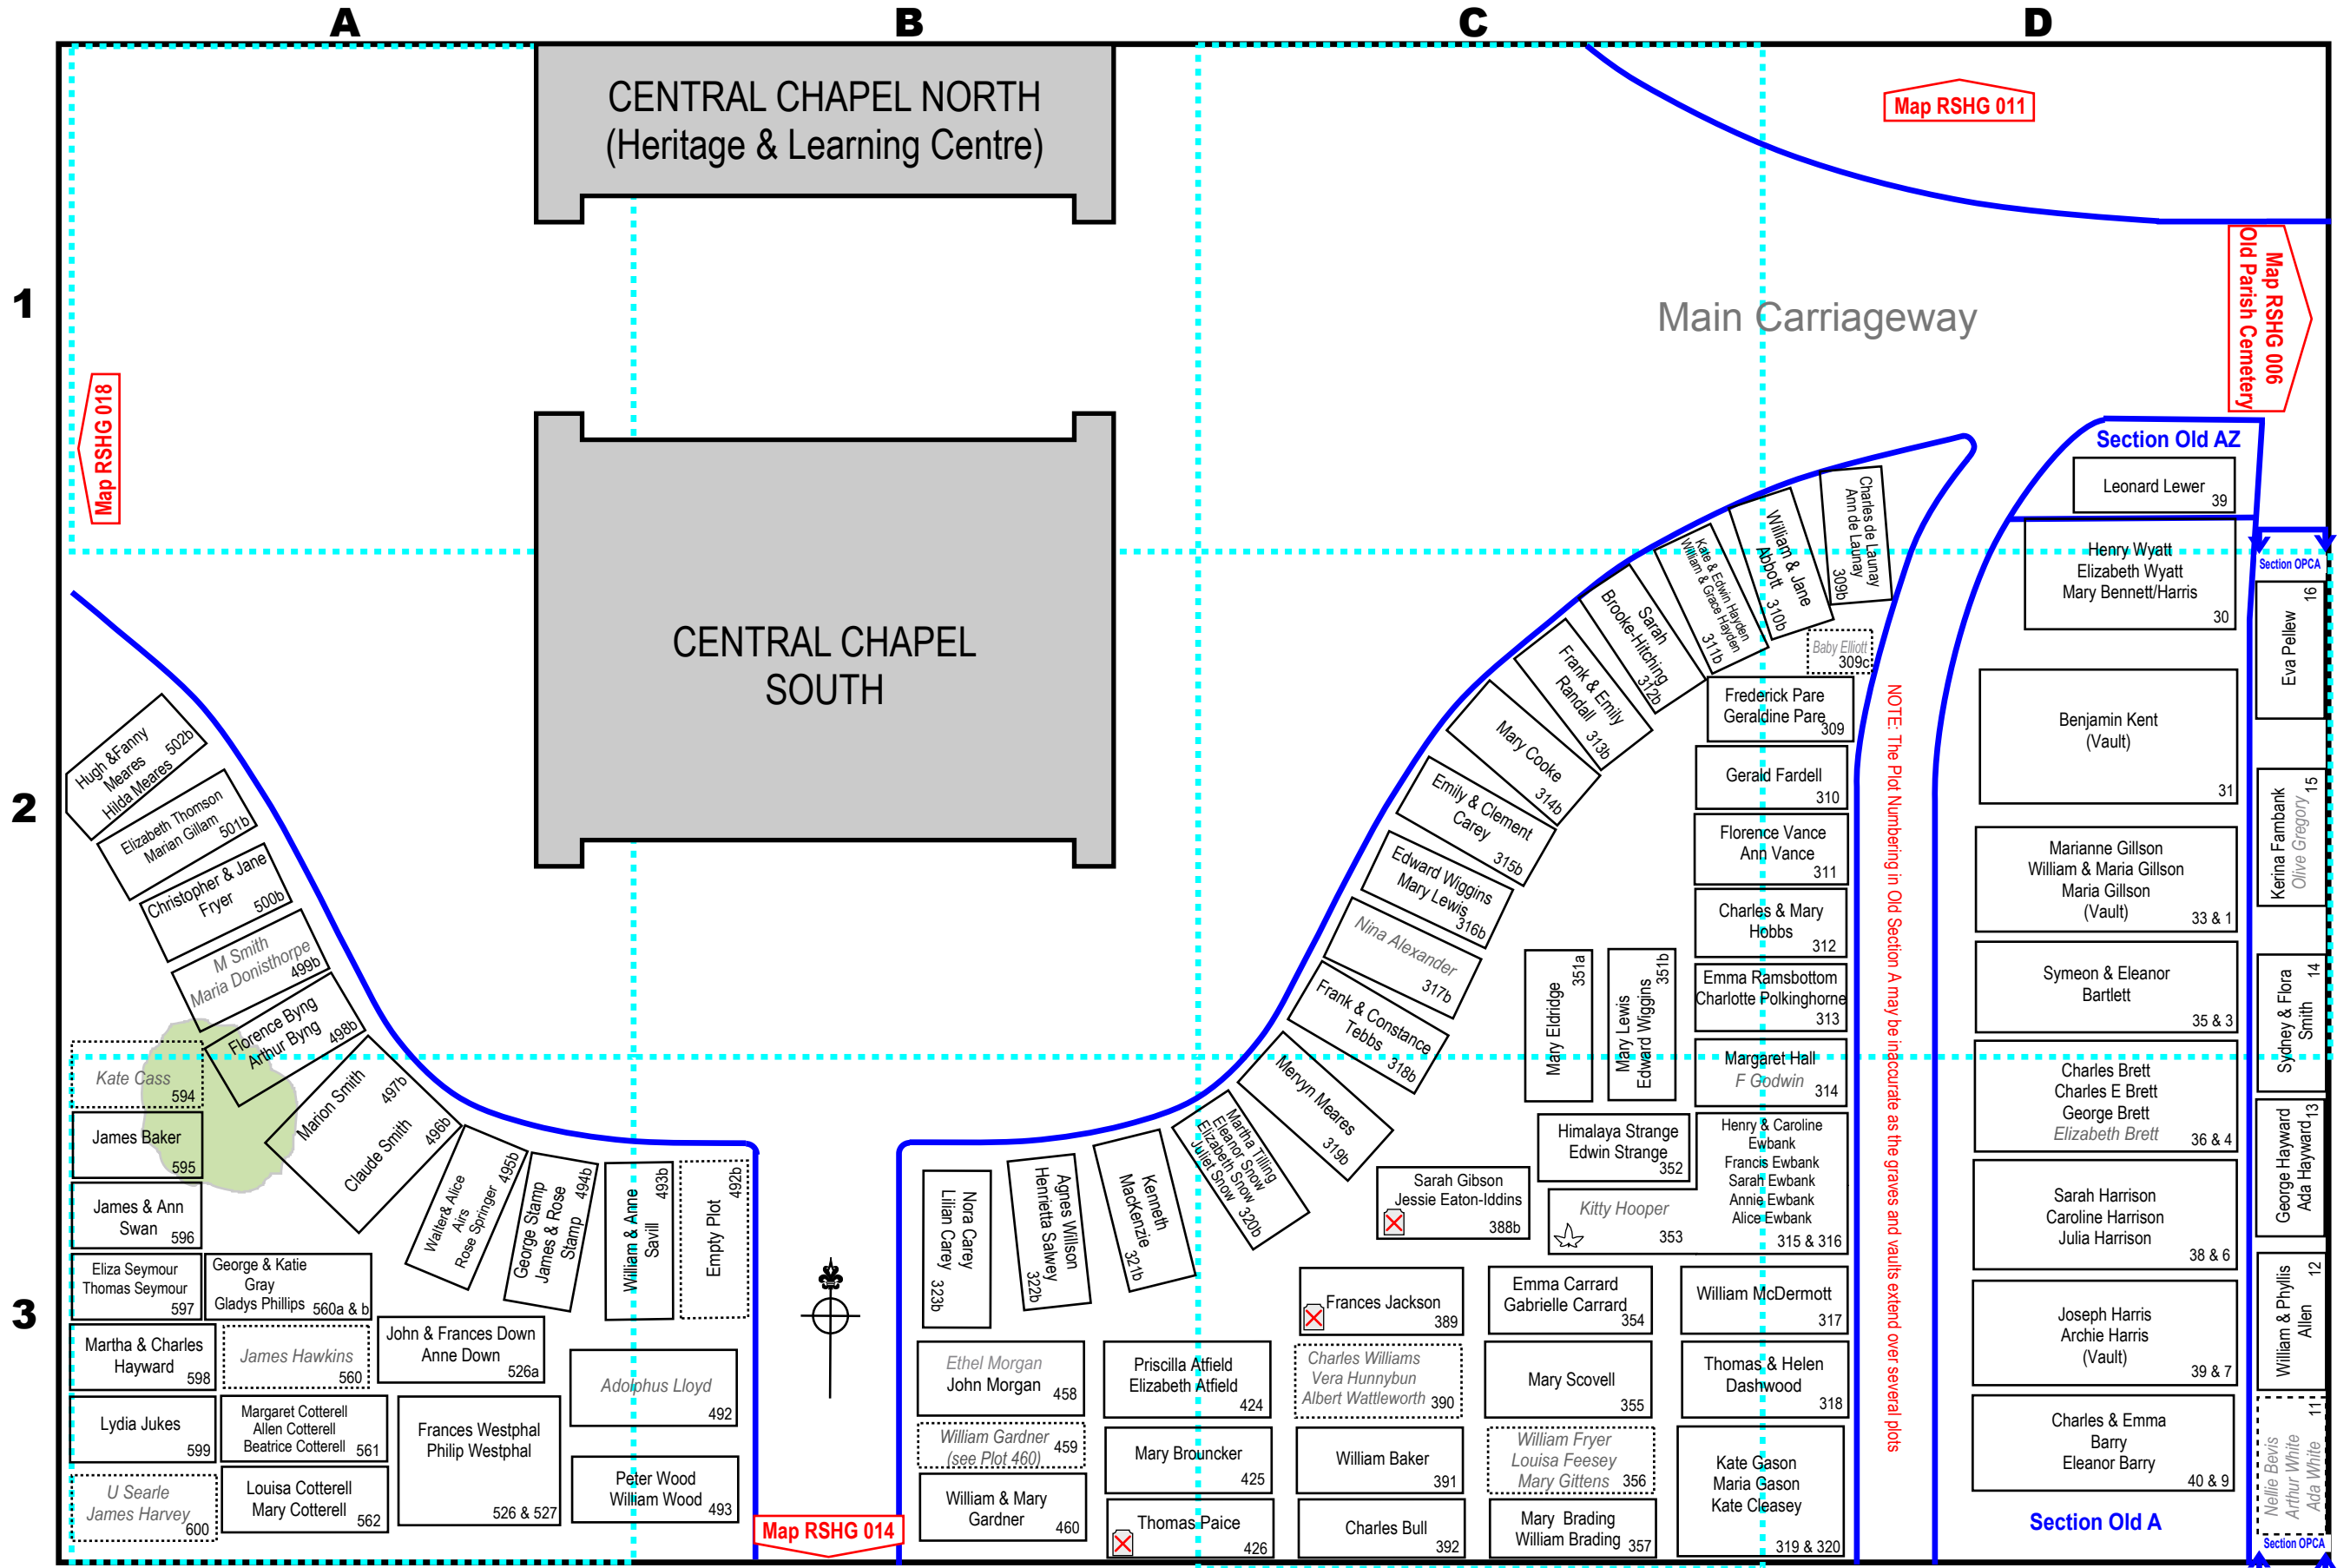 A
B
C
D
1
2
3
CENTRAL CHAPEL NORTH
(Heritage & Learning Centre)
CENTRAL CHAPEL
SOUTH
Main Carriageway
Map RSHG 011
Map RSHG 006
Old Parish Cemetery
Map RSHG 018
Map RSHG 014
Section Old AZ
Leonard Lewer
39
Henry Wyatt
Elizabeth Wyatt
Mary Bennett/Harris
30
Benjamin Kent
(Vault)
31
Marianne Gillson
William & Maria Gillson
Maria Gillson
(Vault)
33 & 1
Symeon & Eleanor
Bartlett
35 & 3
Charles Brett
Charles E Brett
George Brett
Elizabeth Brett
36 & 4
Sarah Harrison
Caroline Harrison
Julia Harrison
38 & 6
Joseph Harris
Archie Harris
(Vault)
39 & 7
Charles & Emma
Barry
Eleanor Barry
40 & 9
Section Old A
Section OPCA
Eva Pellew
16
Kerina Fambank
Olive Gregory
15
Sydney & Flora
Smith
14
George Hayward
Ada Hayward
13
William & Phyllis
Allen
12
Nellie Bevis
Arthur White
Ada White
11
Section OPCA
NOTE: The Plot Numbering in Old Section A may be inaccurate as the graves and vaults extend over several plots
Charles de Launay
Ann de Launay
309b
William & Jane
Abbott
310b
Kate & Edwin Hayden
William & Grace Hayden
311b
Sarah
Brooke-Hitching
312b
Frank & Emily
Randall
313b
Mary Cooke
314b
Emily & Clement
Carey
315b
Edward Wiggins
Mary Lewis
316b
Nina Alexander
317b
Frank & Constance
Tebbs
318b
Mervyn Meares
319b
Martha Tilling
Eleanor Snow
Elizabeth Snow
Juliet Snow
320b
Kenneth
MacKenzie
321b
Agnes Willson
Henrietta Salwey
322b
Nora Carey
Lilian Carey
323b
Baby Elliott
309c
Frederick Pare
Geraldine Pare
309
Gerald Fardell
310
Florence Vance
Ann Vance
311
Charles & Mary
Hobbs
312
Emma Ramsbottom
Charlotte Polkinghorne
313
Margaret Hall
F Godwin
314
Henry & Caroline
Ewbank
Francis Ewbank
Sarah Ewbank
Annie Ewbank
Alice Ewbank
315 & 316
William McDermott
317
Thomas & Helen
Dashwood
318
Kate Gason
Maria Gason
Kate Cleasey
319 & 320
Mary Eldridge
351a
Mary Lewis
Edward Wiggins
351b
Himalaya Strange
Edwin Strange
352
Kitty Hooper
353
Emma Carrard
Gabrielle Carrard
354
Mary Scovell
355
William Fryer
Louisa Feesey
Mary Gittens
356
Mary Brading
William Brading
357
Sarah Gibson
Jessie Eaton-Iddins
388b
Frances Jackson
389
Charles Williams
Vera Hunnybun
Albert Wattleworth
390
William Baker
391
Charles Bull
392
Priscilla Atfield
Elizabeth Atfield
424
Mary Brouncker
425
Thomas Paice
426
Ethel Morgan
John Morgan
458
William Gardner
(see Plot 460)
459
William & Mary
Gardner
460
Hugh &Fanny
Meares
Hilda Meares
502b
Elizabeth Thomson
Marian Gillam
501b
Christopher & Jane
Fryer
500b
M Smith
Maria Donisthorpe
499b
Florence Byng
Arthur Byng
498b
Marion Smith
497b
Claude Smith
496b
Walter& Alice
Airs
Rose Springer
495b
George Stamp
James & Rose
Stamp
494b
William & Anne
Savill
493b
Empty Plot
492b
Kate Cass
594
James Baker
595
James & Ann
Swan
596
Eliza Seymour
Thomas Seymour
597
Martha & Charles
Hayward
598
Lydia Jukes
599
U Searle
James Harvey
600
George & Katie
Gray
Gladys Phillips
560a & b
James Hawkins
560
Margaret Cotterell
Allen Cotterell
Beatrice Cotterell
561
Louisa Cotterell
Mary Cotterell
562
John & Frances Down
Anne Down
526a
Frances Westphal
Philip Westphal
526 & 527
Adolphus Lloyd
492
Peter Wood
William Wood
493